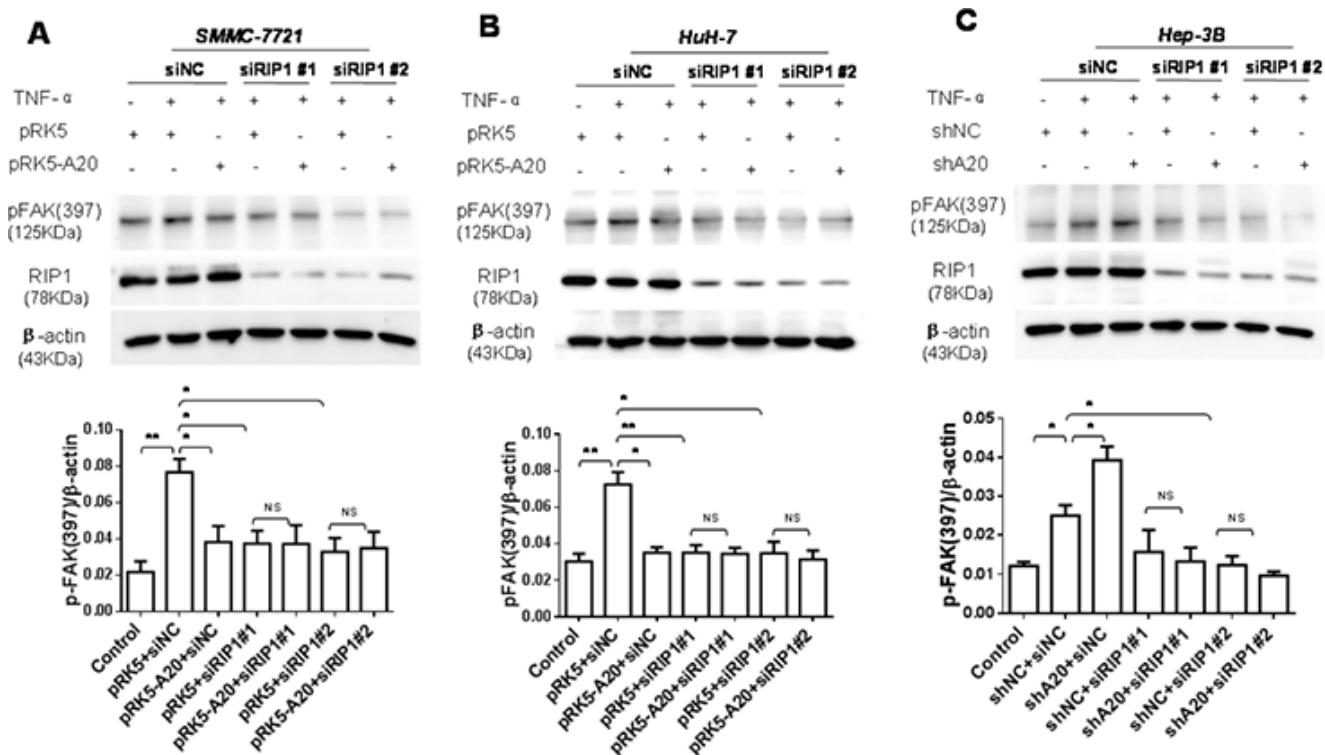 A
SMMC-7721
siNC siRIP1 #1 siRIP1 #2
TNF-α - + + + + + +
pRK5 + + - + - + -
pRK5-A20 - - + - + - +
pFAK(397)
(125KDa)
RIP1
(78KDa)
β-actin
(43KDa)
p-FAK(397)/β-actin
0.10
0.08
0.06
0.04
0.02
0.00
** * * *
NS NS
Control
pRK5+siNC
pRK5-A20+siNC
pRK5+siRIP1#1
pRK5-A20+siRIP1#1
pRK5+siRIP1#2
pRK5-A20+siRIP1#2
B
HuH-7
siNC siRIP1 #1 siRIP1 #2
TNF-α - + + + + + +
pRK5 + + - + - + -
pRK5-A20 - - + - + - +
pFAK(397)
(125KDa)
RIP1
(78KDa)
β-actin
(43KDa)
pFAK(397)/β-actin
0.10
0.08
0.06
0.04
0.02
0.00
** * ** *
NS NS
Control
pRK5+siNC
pRK5-A20+siNC
pRK5+siRIP1#1
pRK5-A20+siRIP1#1
pRK5+siRIP1#2
pRK5-A20+siRIP1#2
C
Hep-3B
siNC siRIP1 #1 siRIP1 #2
TNF-α - + + + + + +
shNC + + - + - + -
shA20 - - + - + - +
pFAK(397)
(125KDa)
RIP1
(78KDa)
β-actin
(43KDa)
p-FAK(397)/β-actin
0.05
0.04
0.03
0.02
0.01
0.00
* * *
NS NS
Control
shNC+siNC
shA20+siNC
shNC+siRIP1#1
shA20+siRIP1#1
shNC+siRIP1#2
shA20+siRIP1#2